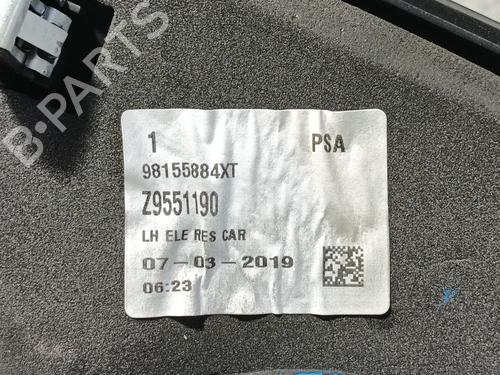 B-PARTS
1 PSA
98155884XT
Z9551190
LH ELE RES CAR
07-03-2019
06:23